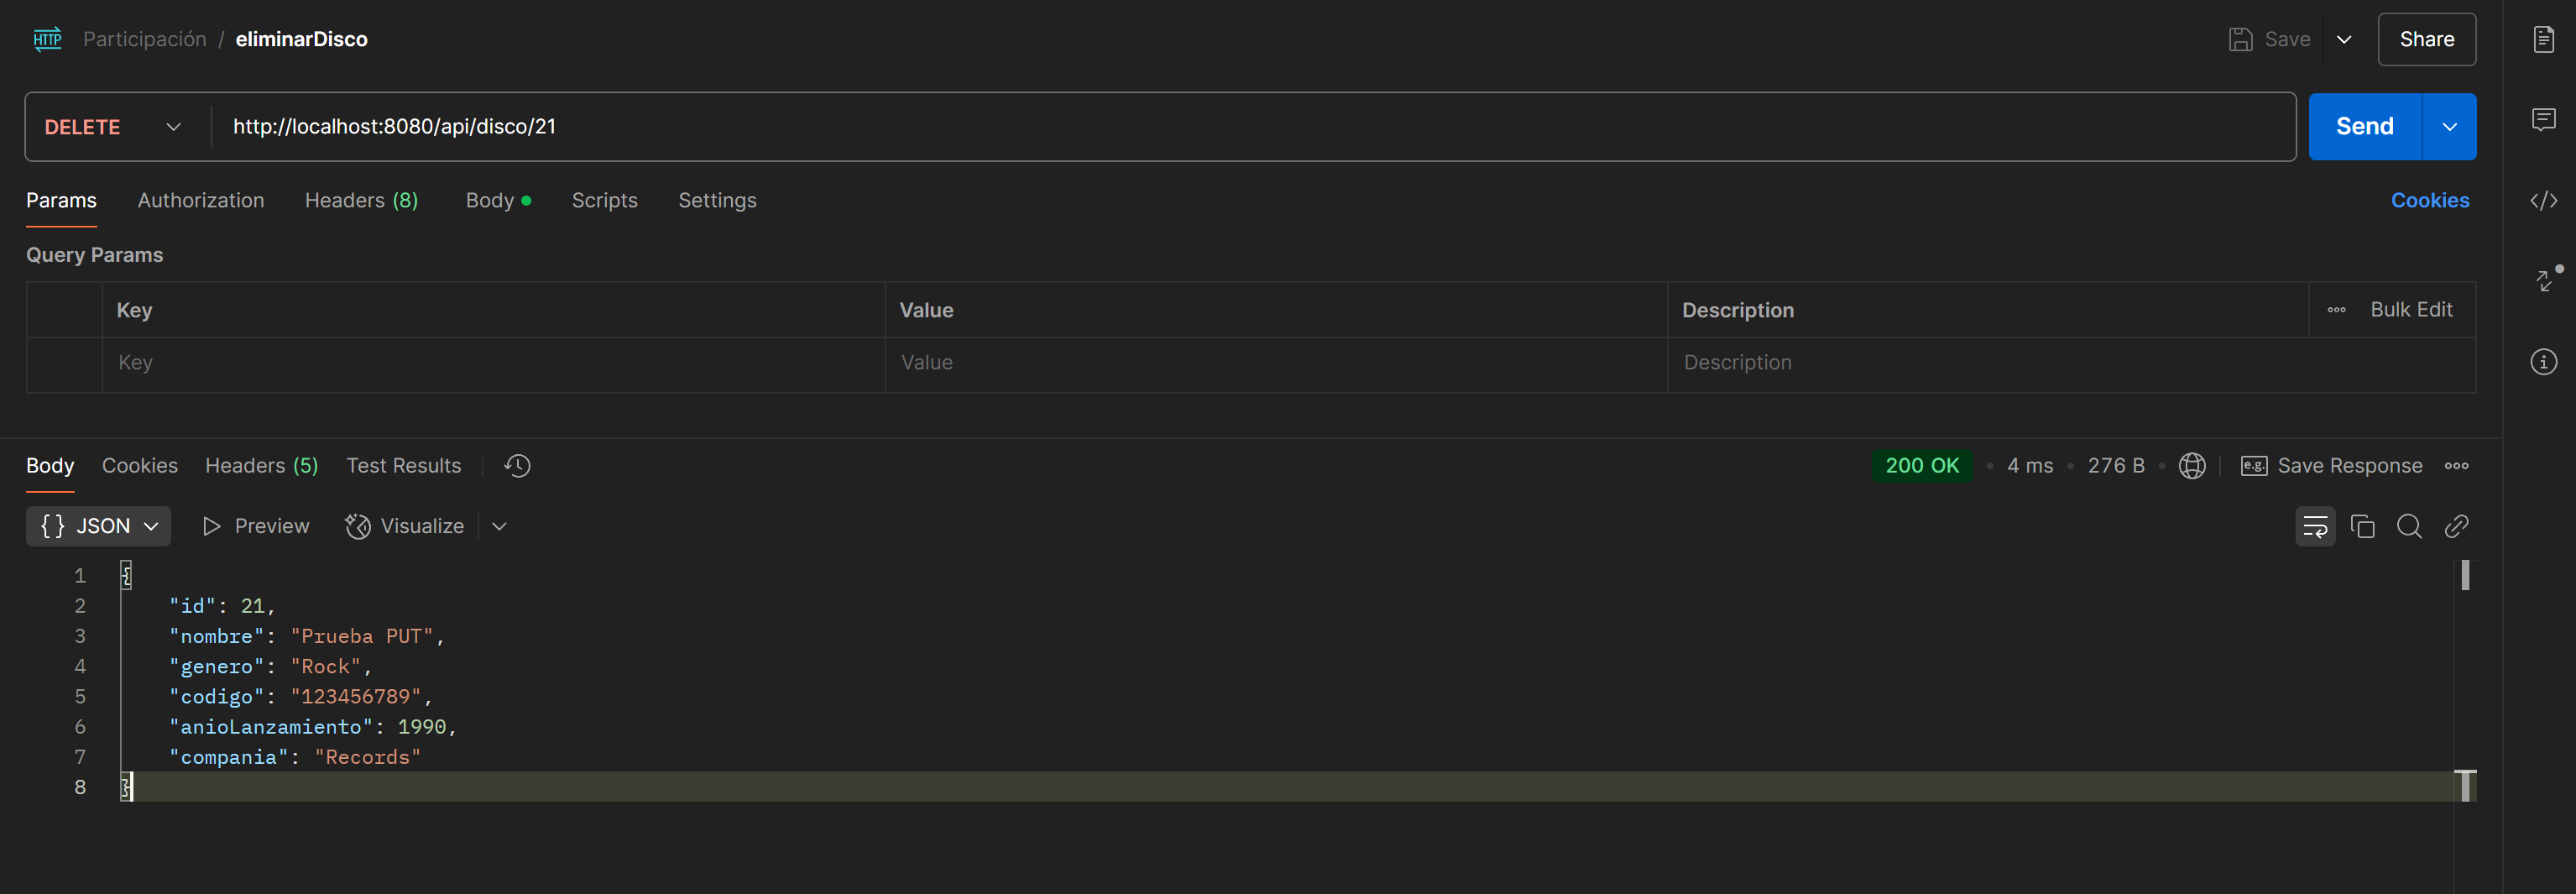 HTTP Participación / eliminarDisco Save Share
DELETE http://localhost:8080/api/disco/21 Send
Params Authorization Headers (8) Body Scripts Settings Cookies
Query Params
Key Value Description Bulk Edit
Key Value Description
Body Cookies Headers (5) Test Results 200 OK 4 ms 276 B e.g. Save Response
{} JSON Preview Visualize
1 {
2 "id": 21,
3 "nombre": "Prueba PUT",
4 "genero": "Rock",
5 "codigo": "123456789",
6 "anioLanzamiento": 1990,
7 "compania": "Records"
8 }